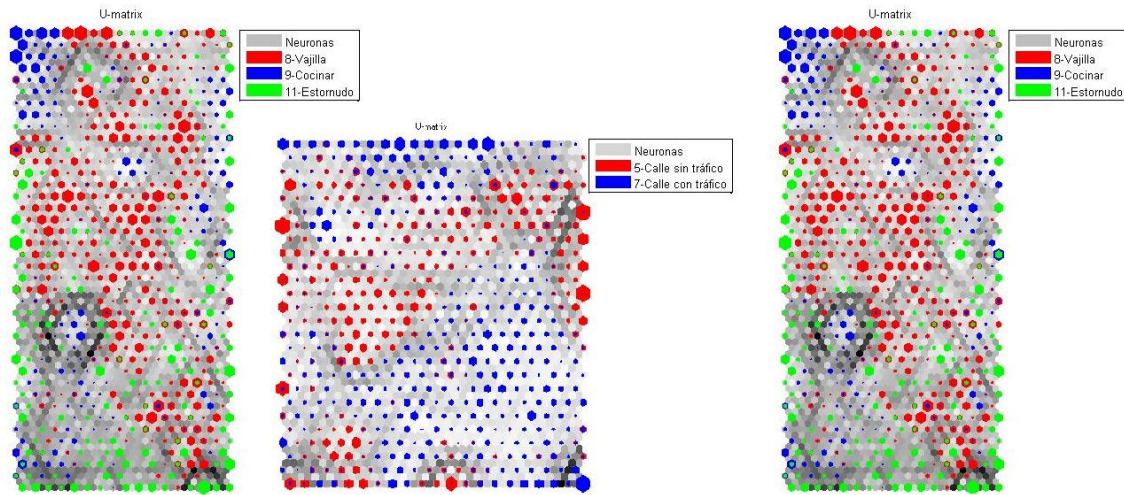 U-matrix
Neuronas
8-Vajilla
9-Cocinar
11-Estornudo
U-matrix
Neuronas
5-Calle sin tráfico
7-Calle con tráfico
U-matrix
Neuronas
8-Vajilla
9-Cocinar
11-Estornudo